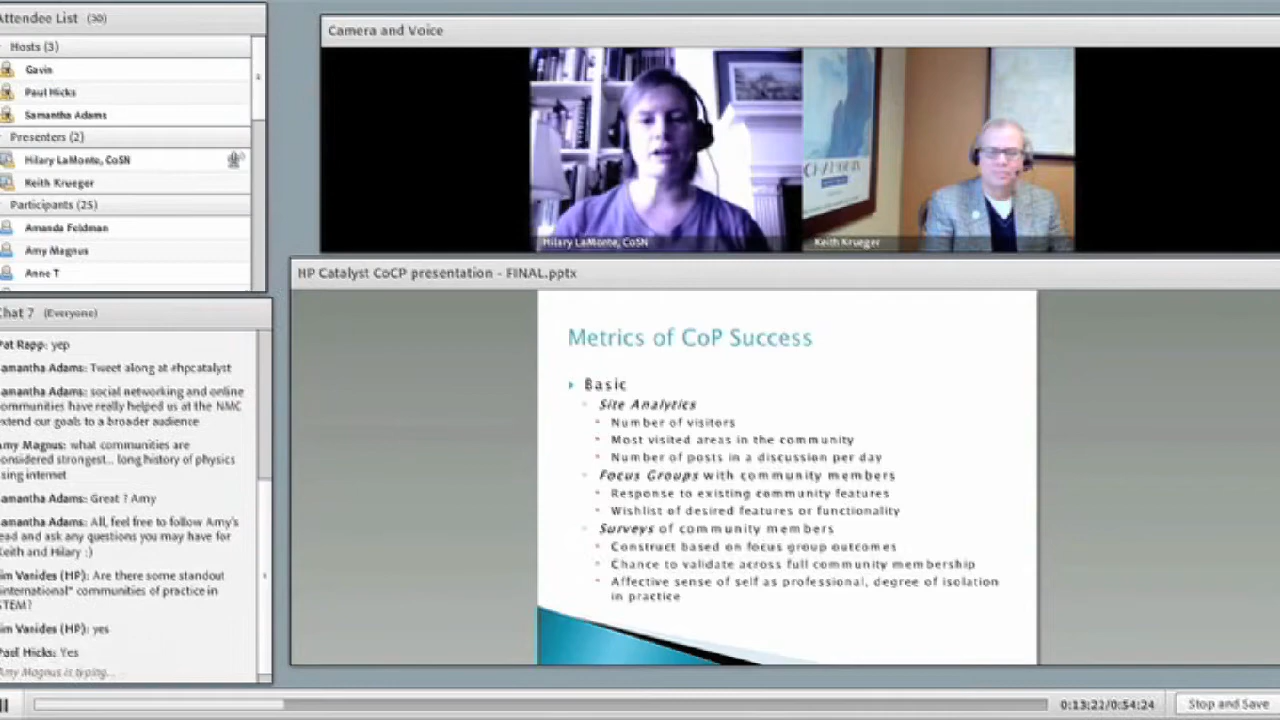 Attendee List (30)
Hosts (3)
Gavin
Paul Hicks
Samantha Adams
Presenters (2)
Hilary LaMonte, CoSN
Keith Krueger
Participants (25)
Amanda Feldman
Amy Magnus
Anne T
Chat 7 (Everyone)
Pat Rapp: yep
amantha Adams: Tweet along at #hpcatalyst
amantha Adams: social networking and online
communities have really helped us at the NMC
extend our goals to a broader audience
Amy Magnus: what communities are
considered strongest... long history of physics
sing internet
amantha Adams: Great ? Amy
amantha Adams: All, feel free to follow Amy's
ead and ask any questions you may have for
Keith and Hilary :)
im Vanides (HP): Are there some standout
international" communities of practice in
STEM?
im Vanides (HP): yes
Paul Hicks: Yes
Amy Magnus is typing...
Camera and Voice
CHANGE
Hilary LaMonte, CoSN
Keith Krueger
HP Catalyst CoCP presentation - FINAL.pptx
Metrics of CoP Success
Basic
Site Analytics
Number of visitors
Most visited areas in the community
Number of posts in a discussion per day
Focus Groups with community members
Response to existing community features
Wishlist of desired features or functionality
Surveys of community members
Construct based on focus group outcomes
Chance to validate across full community membership
Affective sense of self as professional, degree of isolation
in practice
0:13:22/0:54:24
Stop and Save